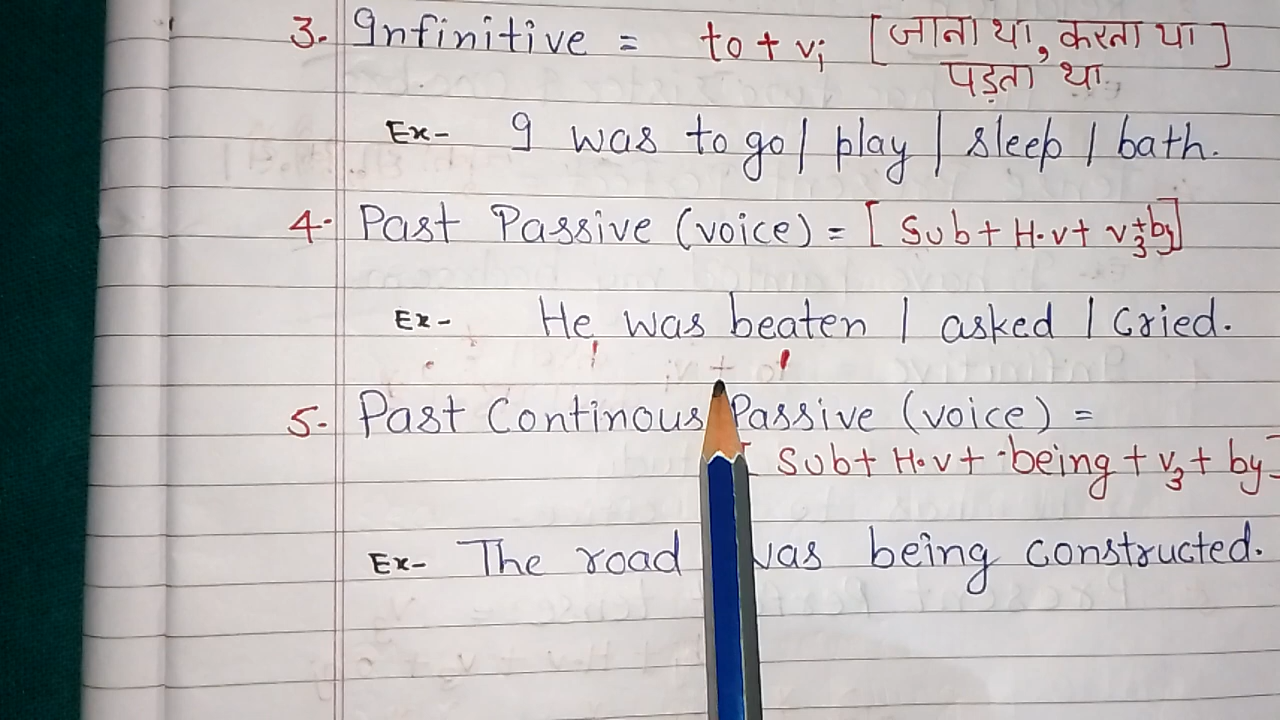 3. Infinitive = to + v₁ [जाना था, करना था]
पड़ता था
Ex- I was to go | play | sleep | bath.
4. Past Passive (voice) = [Sub + H.v + v₃ + by]
Ex- He was beaten | asked | cried.
5. Past Continous Passive (voice) =
[Sub + H.v + being + v₃ + by]
Ex- The road was being constructed.